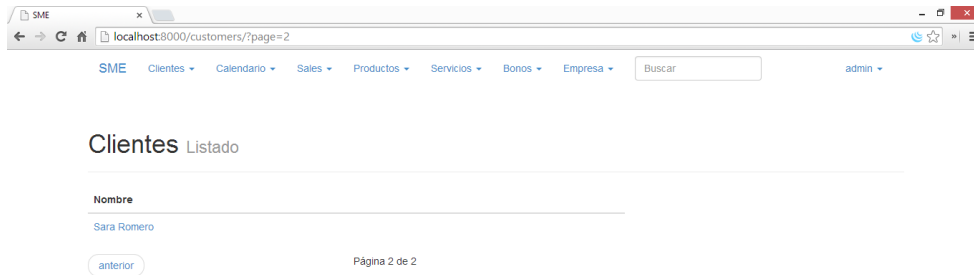 SME
localhost:8000/customers/?page=2
SME Clientes Calendario Sales Productos Servicios Bonos Empresa Buscar admin
Clientes Listado
Nombre
Sara Romero
anterior Página 2 de 2